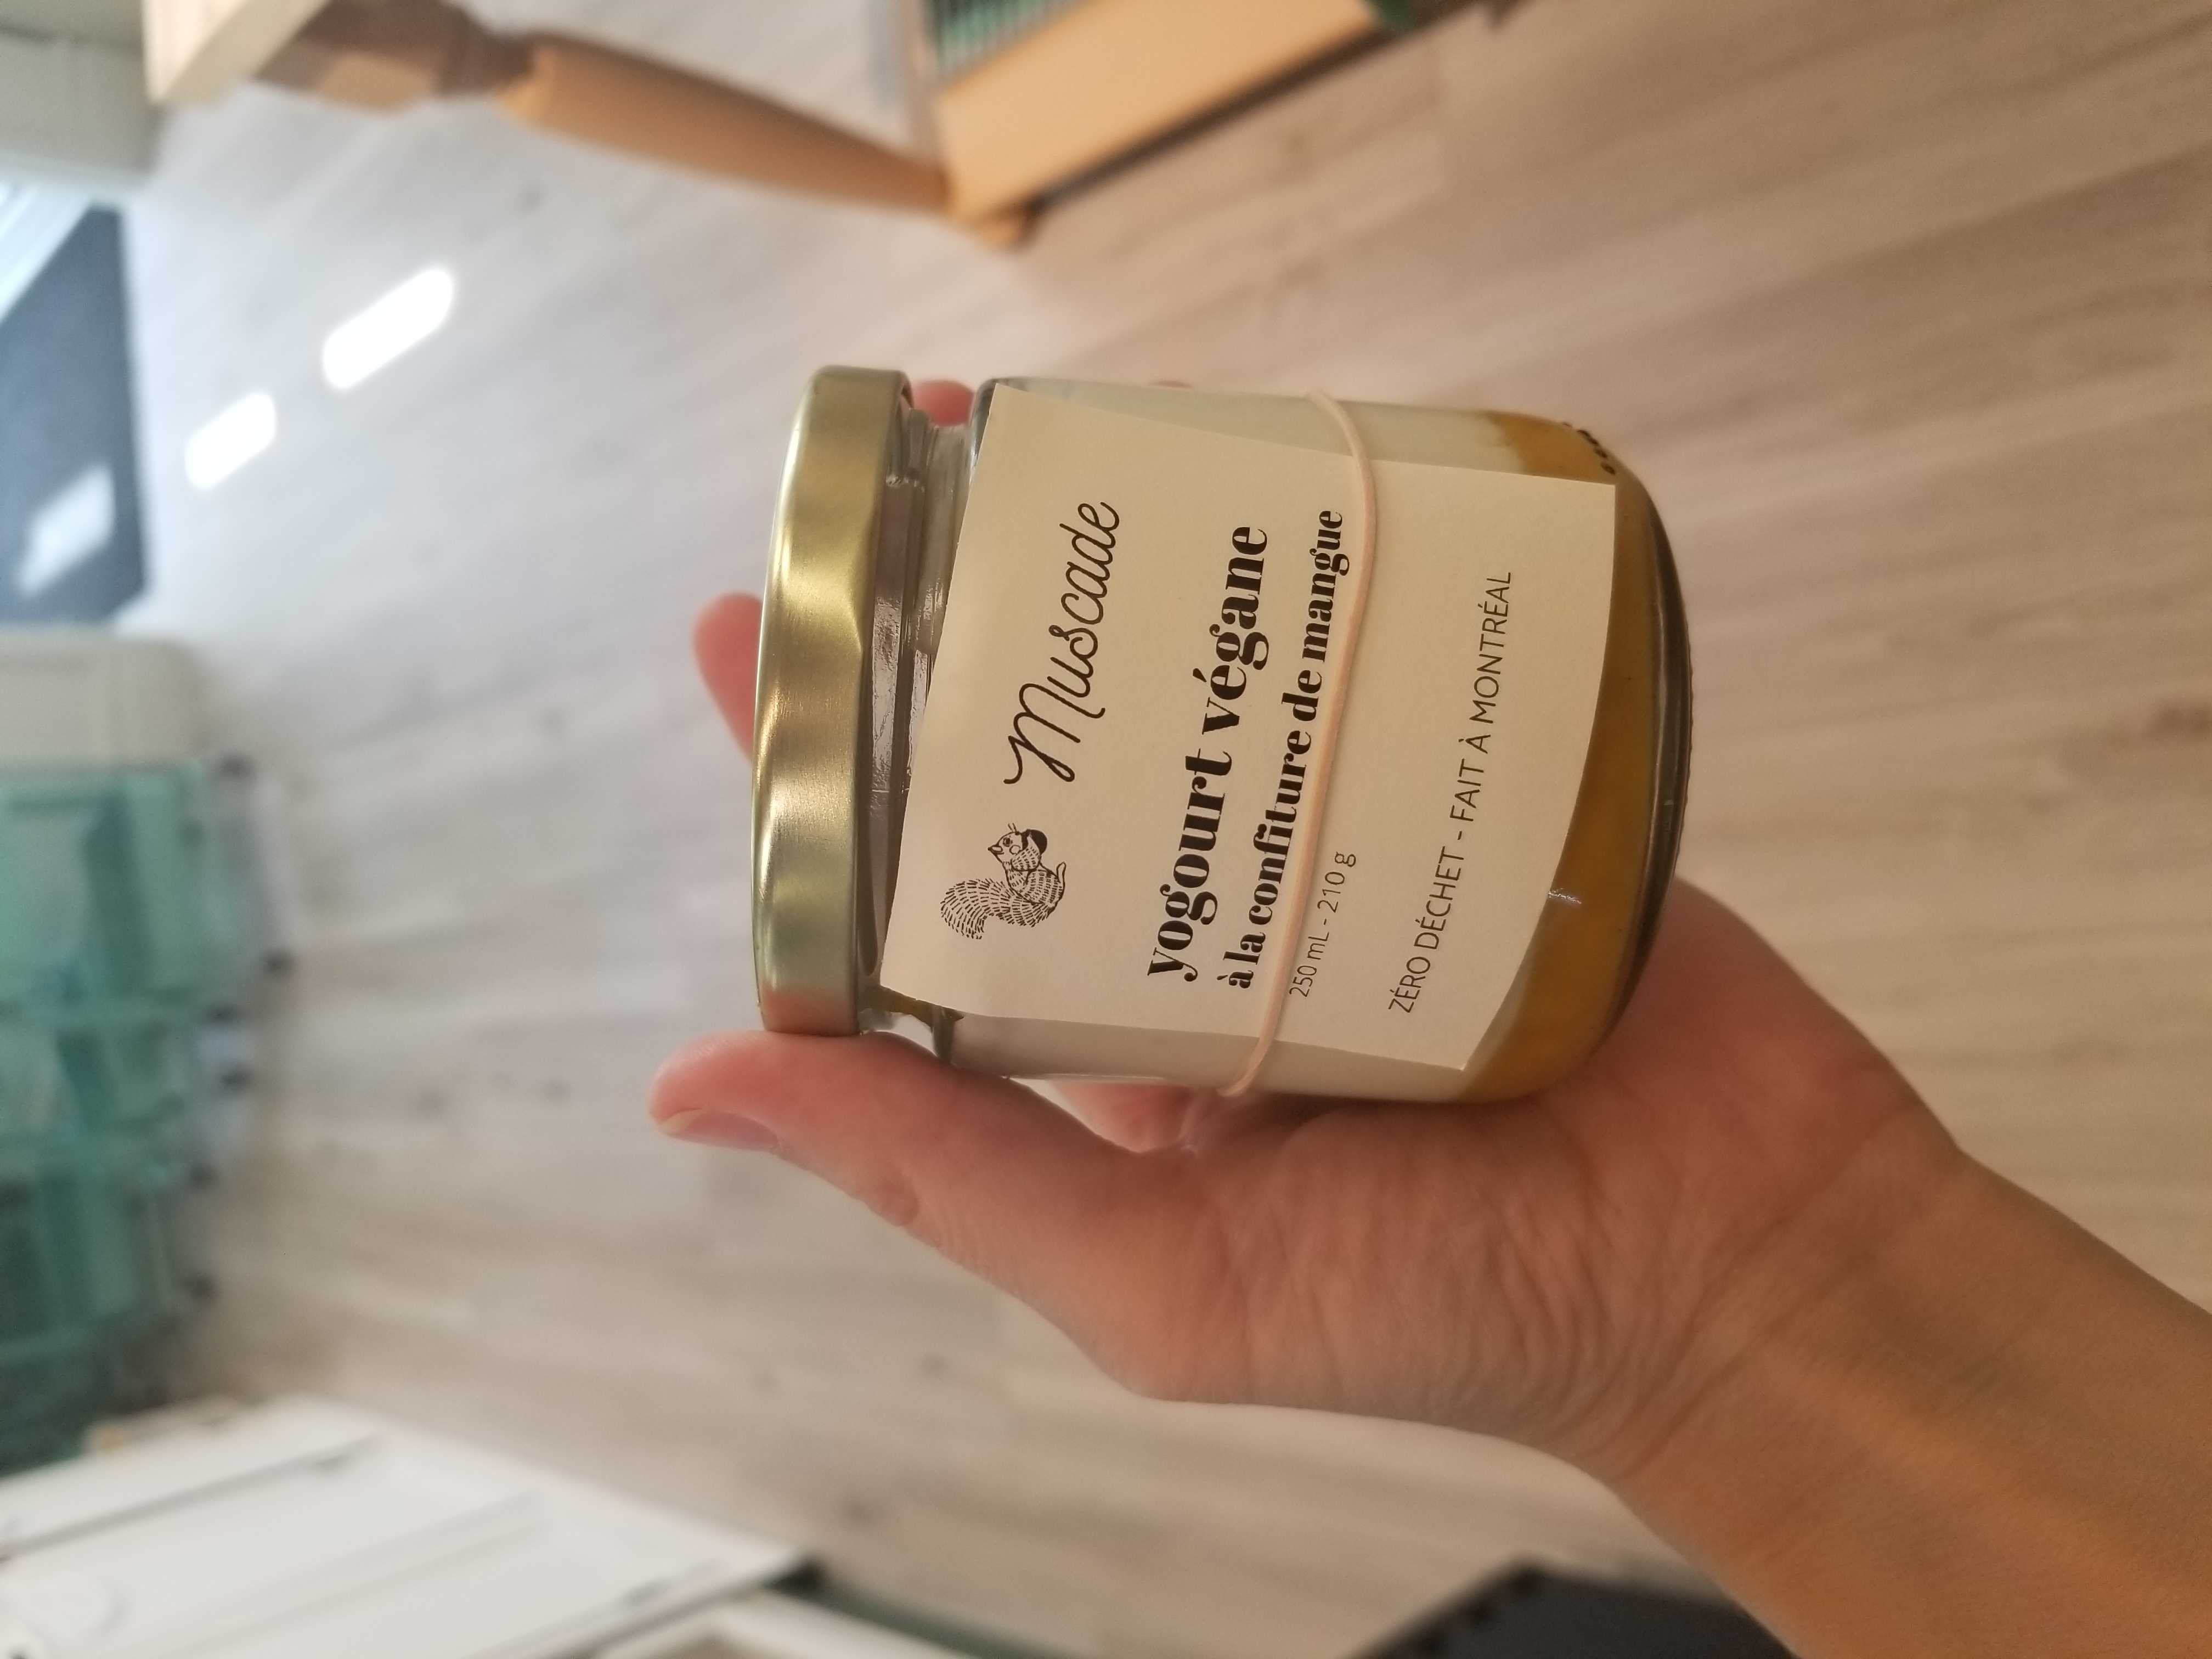 Muscade
yogourt végane
à la confiture de mangue
250 mL - 210 g
ZÉRO DÉCHET - FAIT À MONTRÉAL